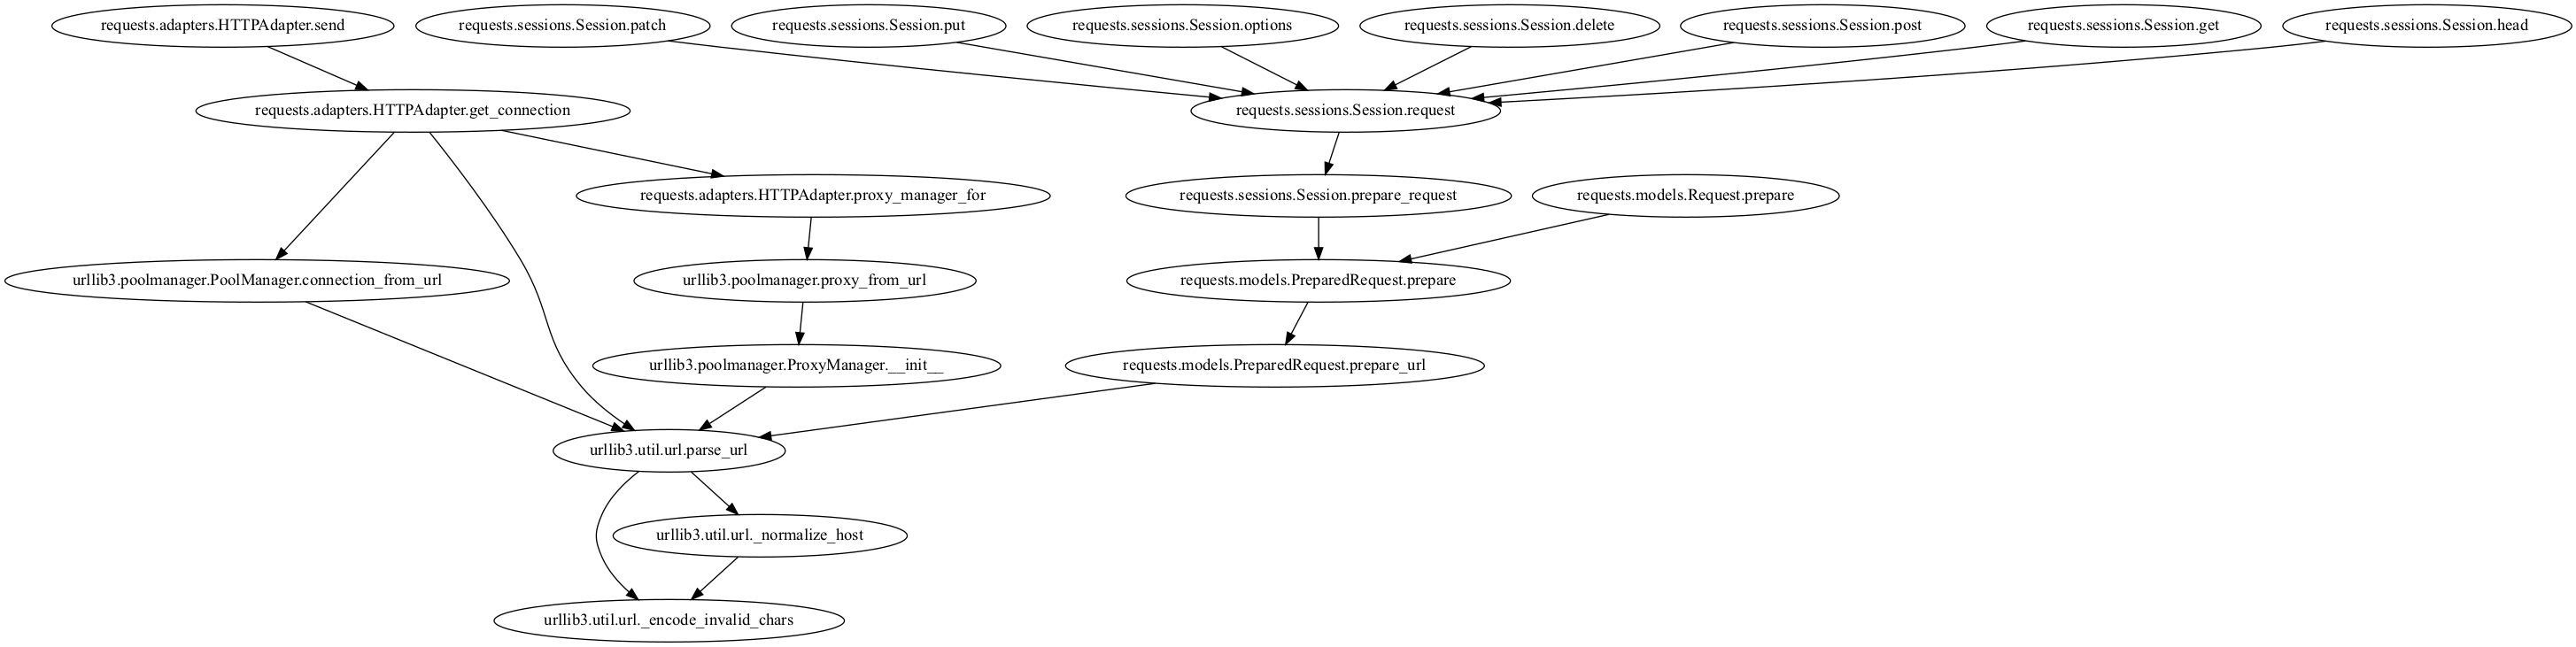 requests.adapters.HTTPAdapter.send
requests.sessions.Session.patch
requests.sessions.Session.put
requests.sessions.Session.options
requests.sessions.Session.delete
requests.sessions.Session.post
requests.sessions.Session.get
requests.sessions.Session.head
requests.adapters.HTTPAdapter.get_connection
requests.sessions.Session.request
requests.adapters.HTTPAdapter.proxy_manager_for
requests.sessions.Session.prepare_request
requests.models.Request.prepare
urllib3.poolmanager.PoolManager.connection_from_url
urllib3.poolmanager.proxy_from_url
requests.models.PreparedRequest.prepare
urllib3.poolmanager.ProxyManager.__init__
requests.models.PreparedRequest.prepare_url
urllib3.util.url.parse_url
urllib3.util.url._normalize_host
urllib3.util.url._encode_invalid_chars